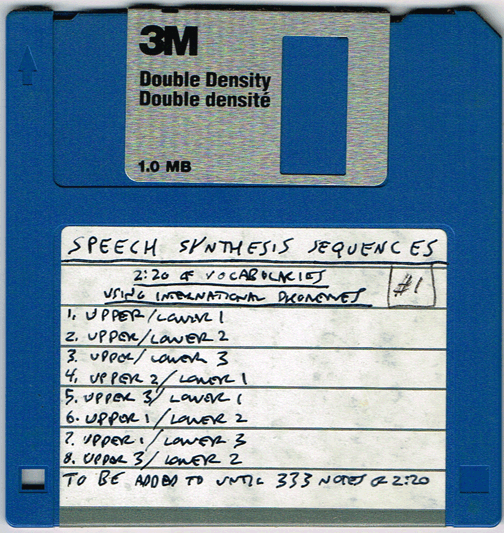 3M
Double Density
Double densité
1.0 MB
SPEECH SYNTHESIS SEQUENCES
2:20 OF VOCABULARIES
USING INTERNATIONAL PHONEMES
#1
1. UPPER/LOWER 1
2. UPPER/LOWER 2
3. UPPER/LOWER 3
4. UPPER 2/LOWER 1
5. UPPER 3/LOWER 1
6. UPPER 1/LOWER 2
7. UPPER 1/LOWER 3
8. UPPER 3/LOWER 2
TO BE ADDED TO UNTIL 333 NOTES @ 2:20